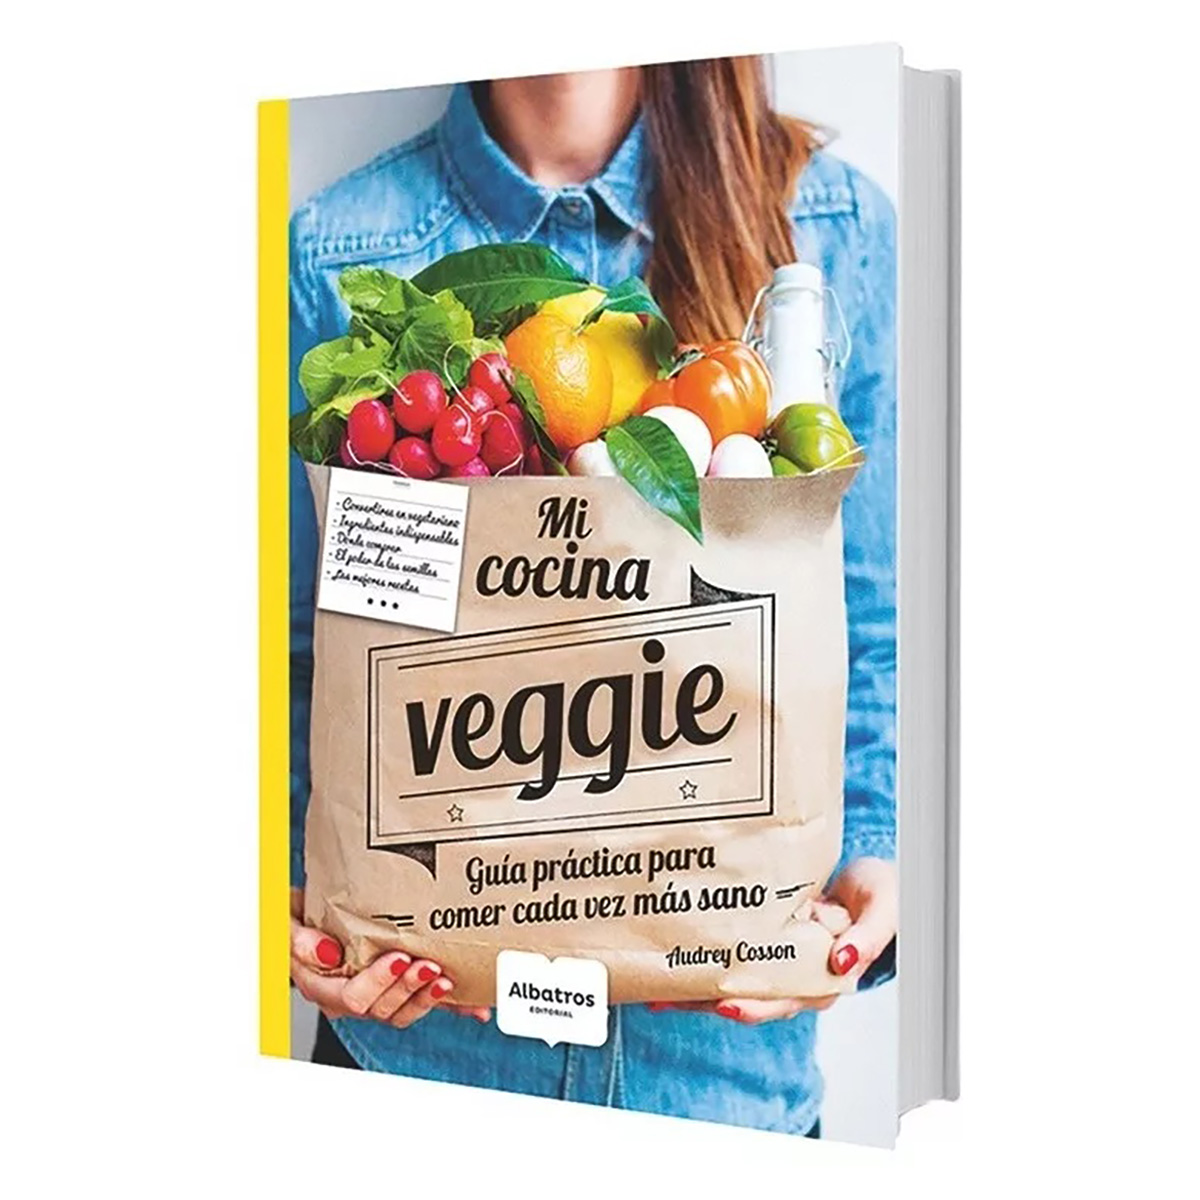 - Convertirse en vegetariano
- Ingredientes indispensables
- Dónde comprar
- El poder de las semillas
- Las mejores recetas
Mi
cocina
veggie
Guía práctica para
comer cada vez más sano
Audrey Cosson
Albatros
EDITORIAL